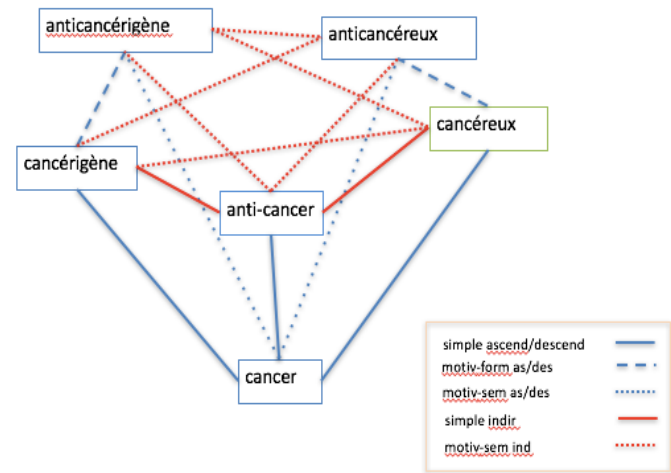 anticancérigène
anticancéreux
cancéreux
cancérigène
anti-cancer
cancer
simple ascend/descend
motiv-form as/des
motiv-sem as/des
simple indir
motiv-sem ind